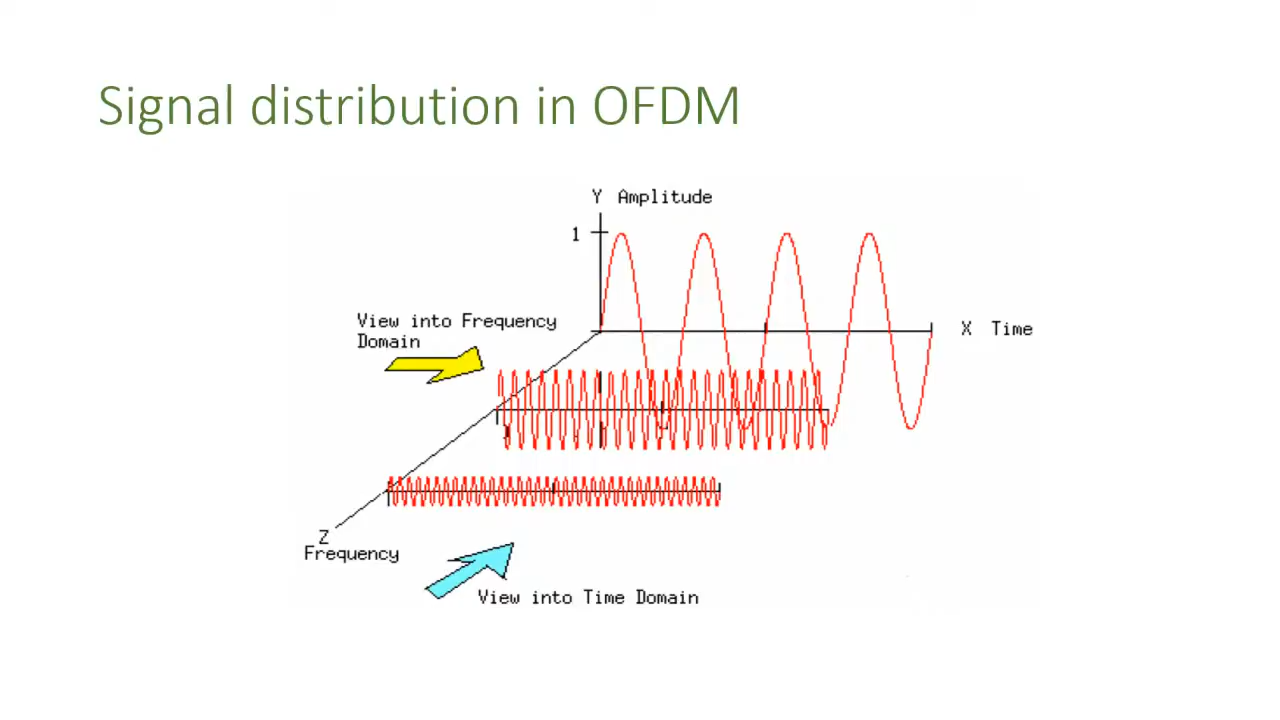 Signal distribution in OFDM
Y Amplitude
1
View into Frequency
Domain
X Time
Z
Frequency
View into Time Domain